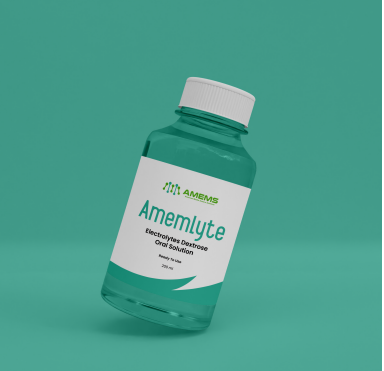 AMEMS
Amemlyte
Electrolytes Dextrose
Oral Solution
Ready To Use
200 ml